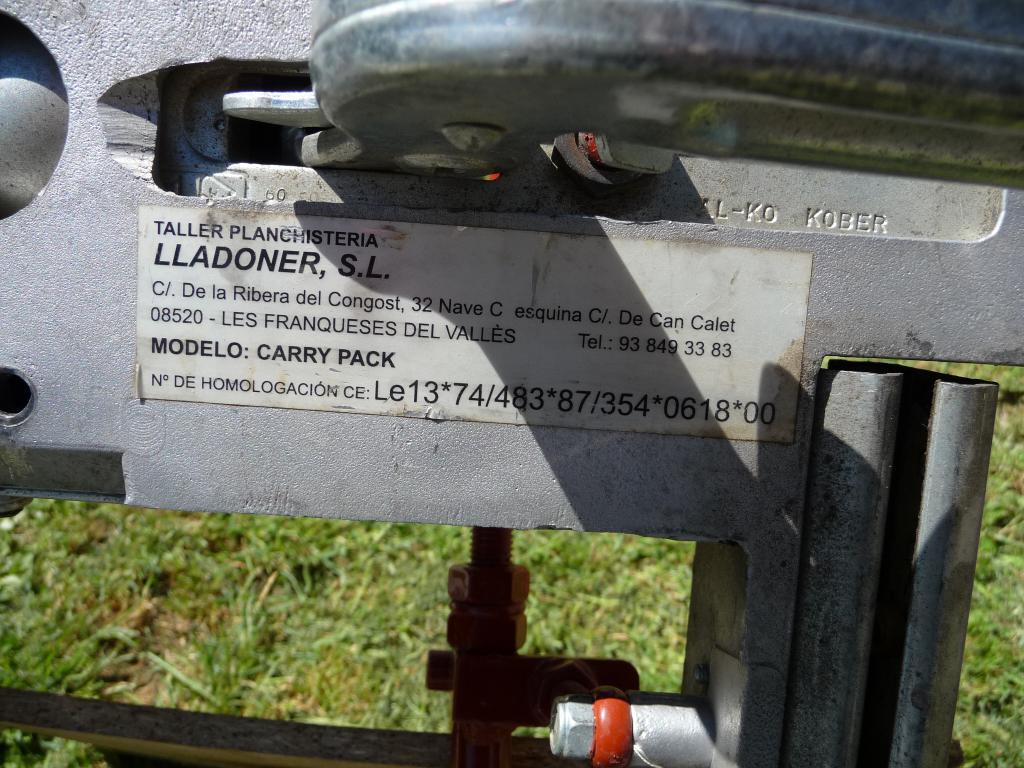 60
L-KO KOBER
TALLER PLANCHISTERIA
LLADONER, S.L.
C/. De la Ribera del Congost, 32 Nave C esquina C/. De Can Calet
08520 - LES FRANQUESES DEL VALLÈS Tel.: 93 849 33 83
MODELO: CARRY PACK
Nº DE HOMOLOGACIÓN CE: Le13*74/483*87/354*0618*00